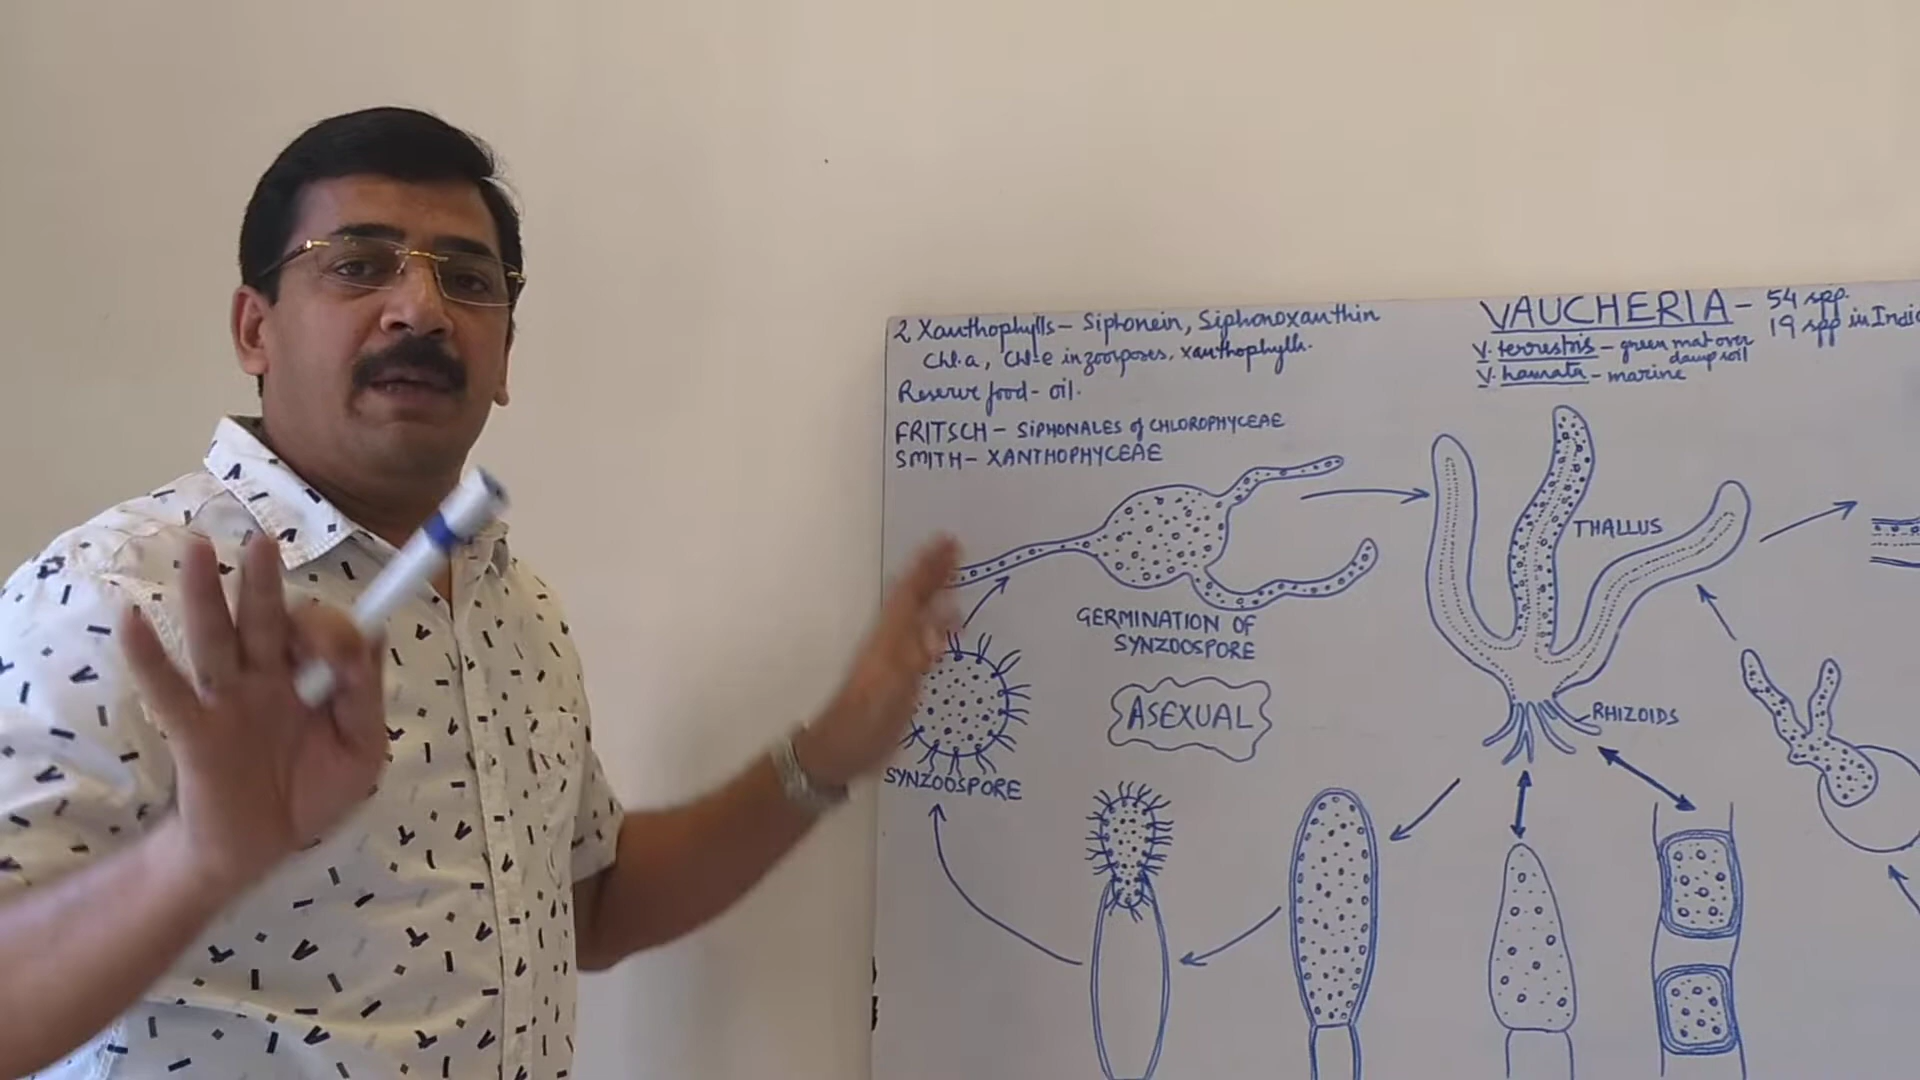 2 Xanthophylls – Siphonein, Siphonoxanthin
Chl. a, Chl-e in zoorposes, xanthophylls.
Reserve food – oil.
FRITSCH – SIPHONALES of CHLOROPHYCEAE
SMITH – XANTHOPHYCEAE
VAUCHERIA – 54 spp.
19 spp in India
V. terrestris – green mat over damp soil
V. hamata – marine
THALLUS
GERMINATION OF
SYNZOOSPORE
ASEXUAL
RHIZOIDS
SYNZOOSPORE